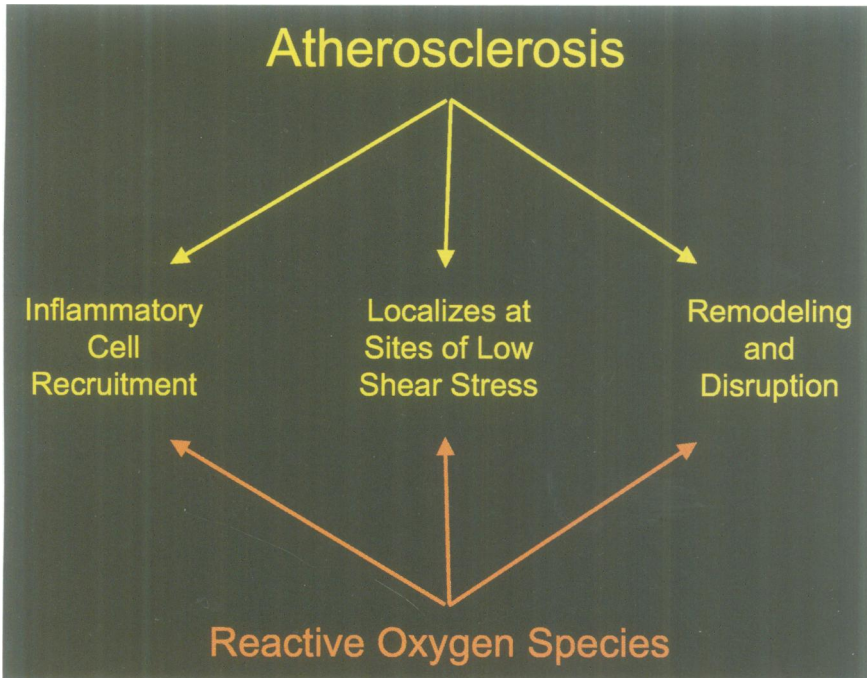 Atherosclerosis
Inflammatory
Cell
Recruitment
Localizes at
Sites of Low
Shear Stress
Remodeling
and
Disruption
Reactive Oxygen Species